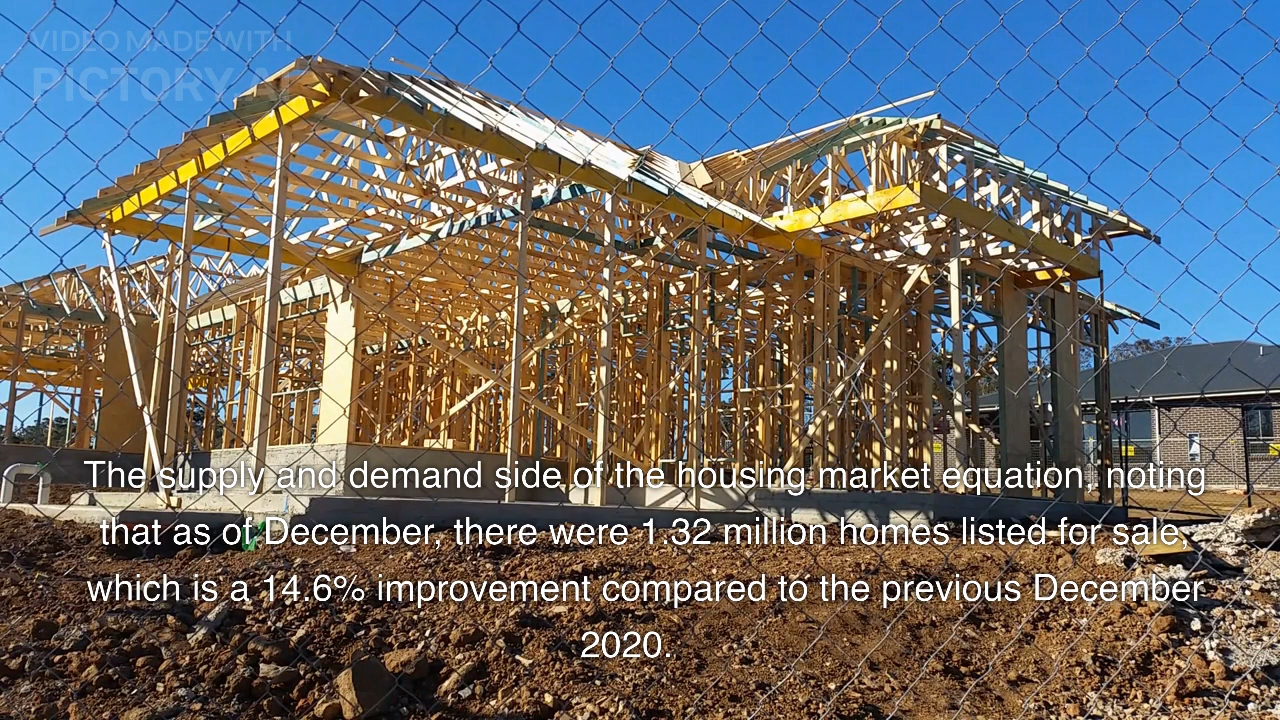 VIDEO MADE WITH
PICTORY AI
The supply and demand side of the housing market equation, noting
that as of December, there were 1.32 million homes listed for sale,
which is a 14.6% improvement compared to the previous December
2020.